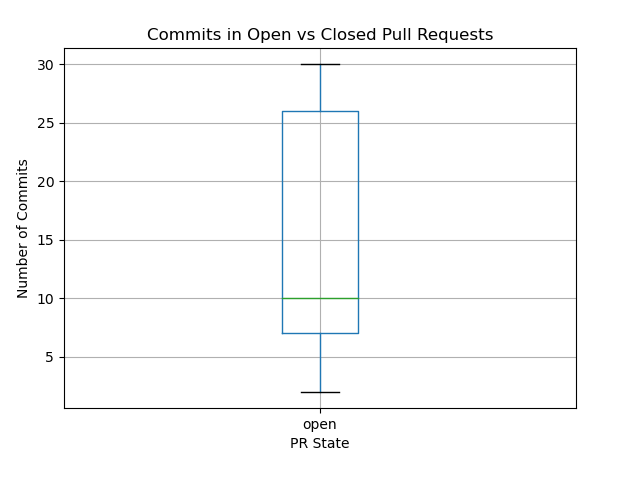 Commits in Open vs Closed Pull Requests
30
25
20
15
10
5
Number of Commits
open
PR State